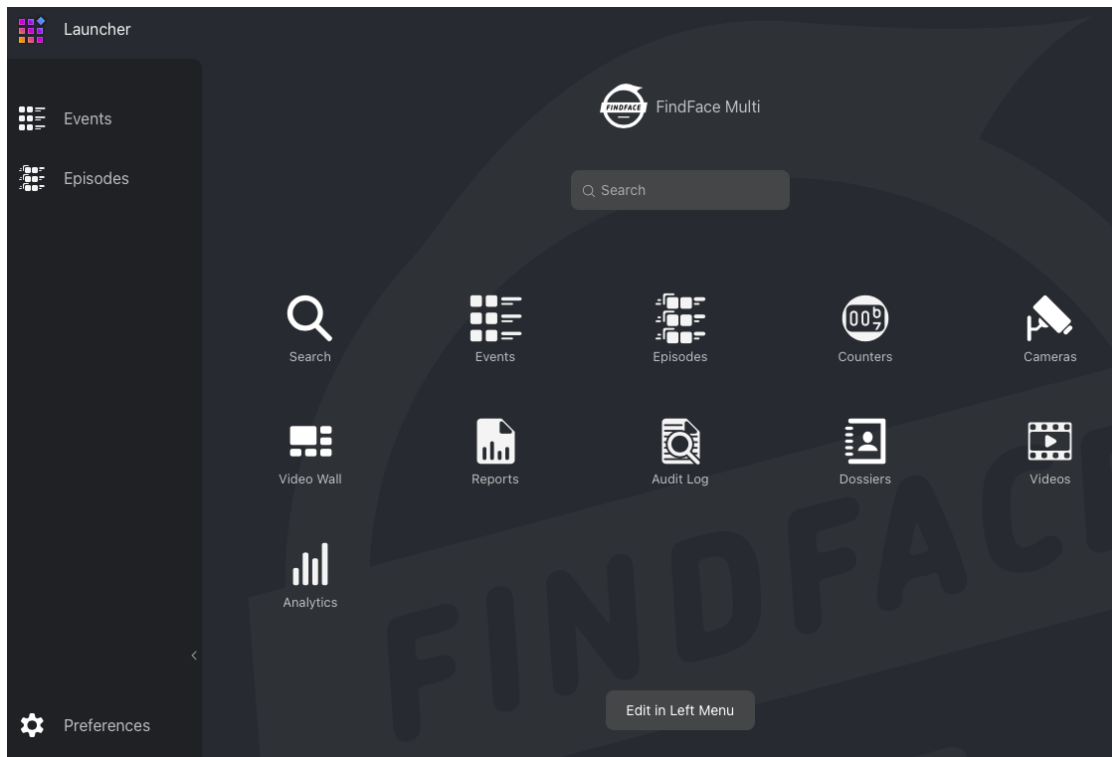 Launcher
Events
Episodes
Preferences
FINDFACE
FindFace Multi
Search
Search
Events
Episodes
Counters
Cameras
Video Wall
Reports
Audit Log
Dossiers
Videos
Analytics
Edit in Left Menu
FINDFACE